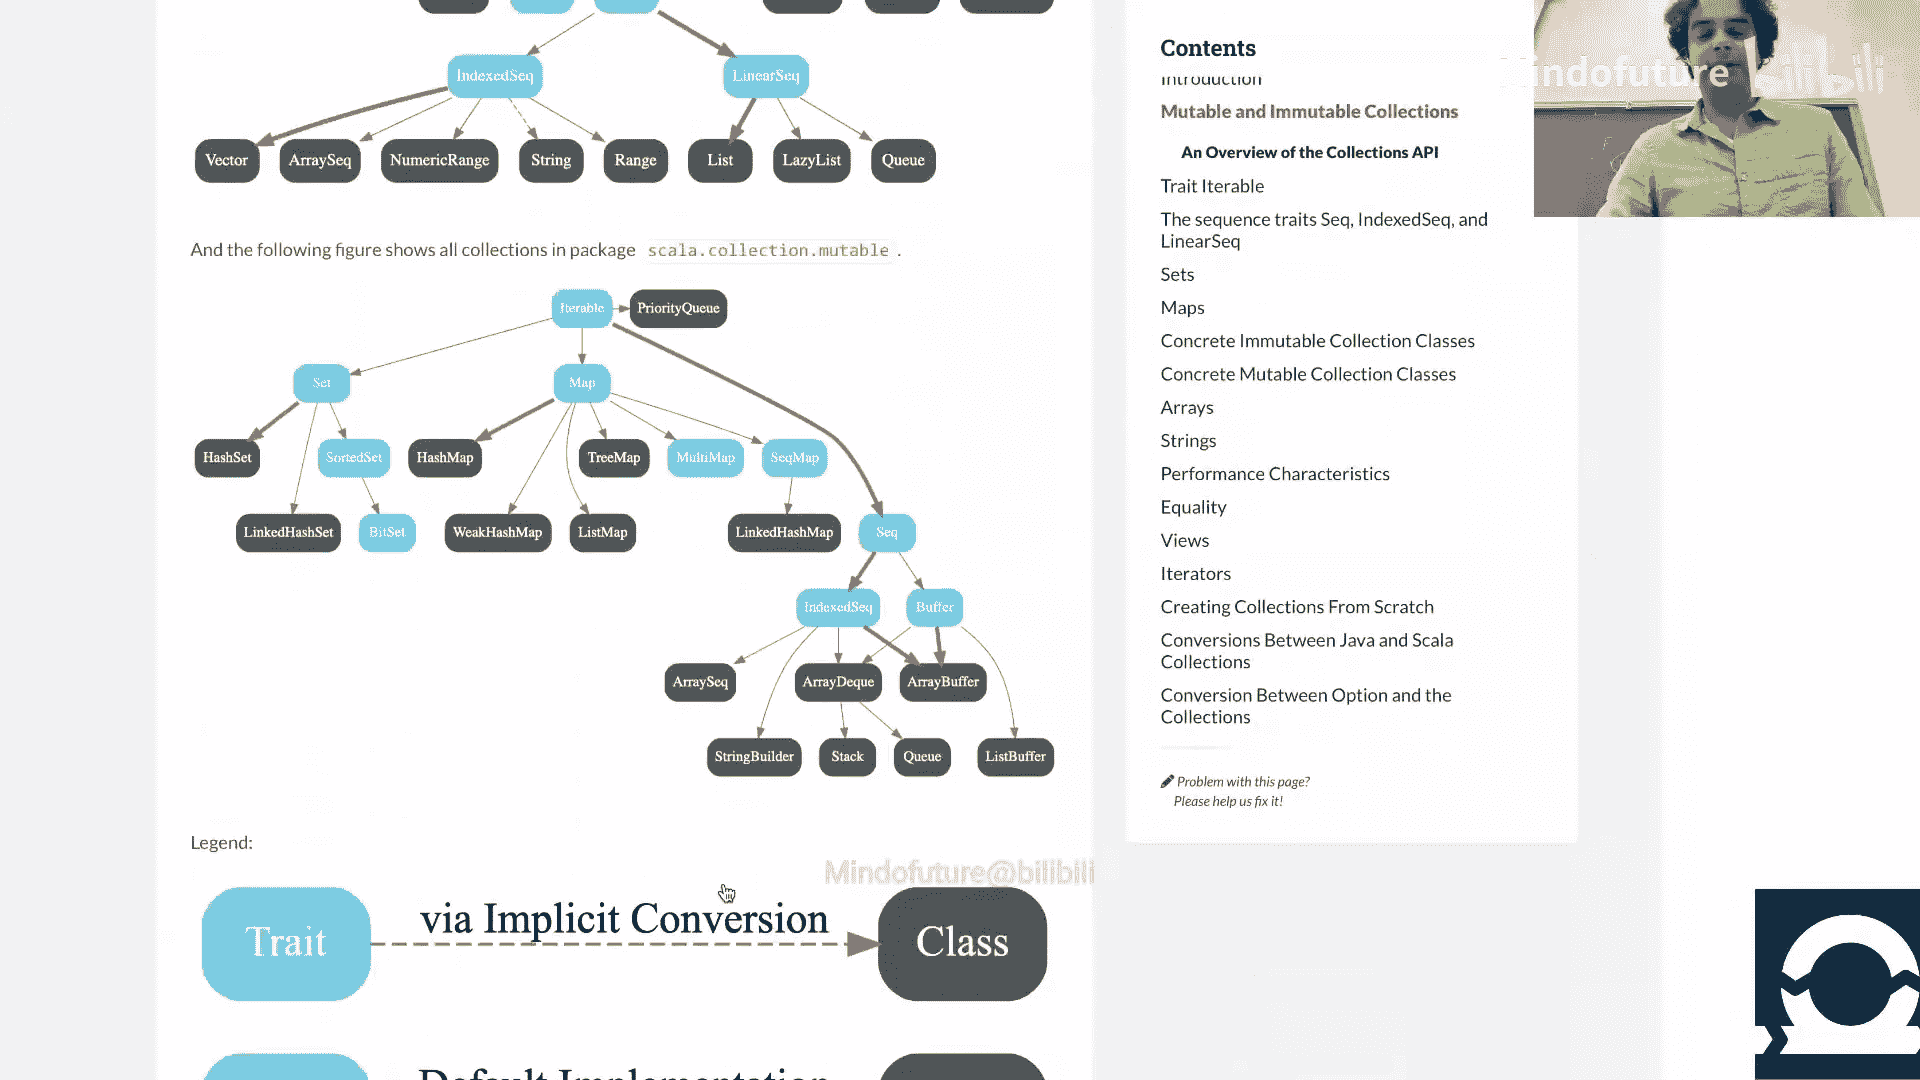 IndexedSeq
LinearSeq
Vector
ArraySeq
NumericRange
String
Range
List
LazyList
Queue
And the following figure shows all collections in package scala.collection.mutable .
Iterable
PriorityQueue
Set
Map
HashSet
SortedSet
HashMap
TreeMap
MultiMap
SeqMap
LinkedHashSet
BitSet
WeakHashMap
ListMap
LinkedHashMap
Seq
IndexedSeq
Buffer
ArraySeq
ArrayDeque
ArrayBuffer
StringBuilder
Stack
Queue
ListBuffer
Legend:
Trait
via Implicit Conversion
Class
Default Implementation
Contents
Introduction
Mutable and Immutable Collections
An Overview of the Collections API
Trait Iterable
The sequence traits Seq, IndexedSeq, and
LinearSeq
Sets
Maps
Concrete Immutable Collection Classes
Concrete Mutable Collection Classes
Arrays
Strings
Performance Characteristics
Equality
Views
Iterators
Creating Collections From Scratch
Conversions Between Java and Scala
Collections
Conversion Between Option and the
Collections
Problem with this page?
Please help us fix it!
Mindofuture bilibili
Mindofuture@bilibili